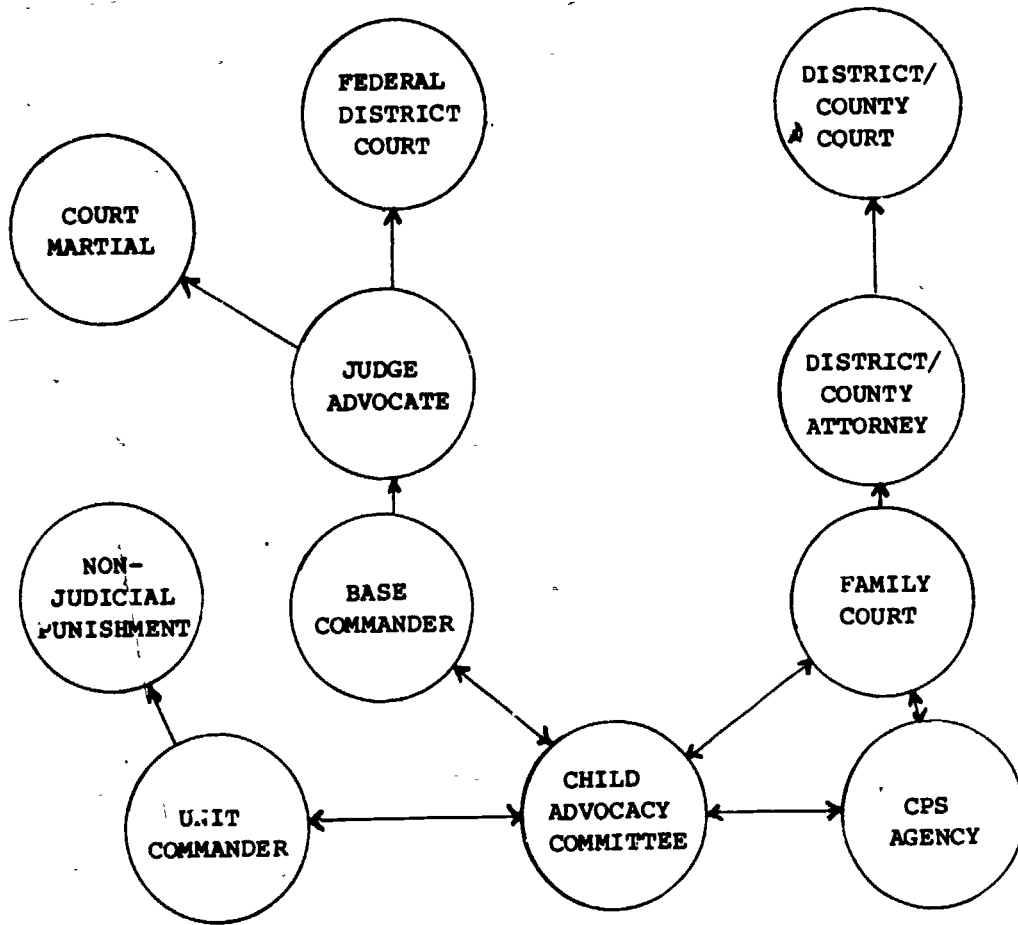 FEDERAL
DISTRICT
COURT
DISTRICT/
COUNTY
COURT
COURT
MARTIAL
JUDGE
ADVOCATE
DISTRICT/
COUNTY
ATTORNEY
NON-
JUDICIAL
PUNISHMENT
BASE
COMMANDER
FAMILY
COURT
UNIT
COMMANDER
CHILD
ADVOCACY
COMMITTEE
CPS
AGENCY